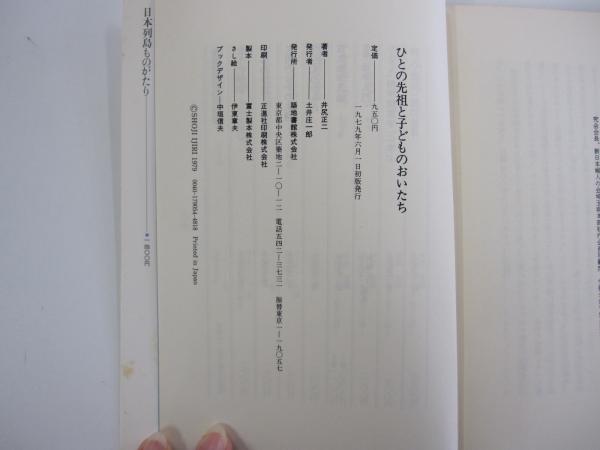 ひとの先祖と子どものおいたち
定価――九五〇円
一九七九年六月一日初版発行
著者――井尻正二
発行者――土井庄一郎
発行所――築地書館株式会社
東京都中央区築地二―一〇―一二 電話五四二―三七三一 振替東京一―一九〇五七
印刷――正進社印刷株式会社
製本――富士製本株式会社
さし絵――伊東章夫
ブックデザイン・中垣信夫
©SHOJI IJIRI 1979 0040-179054-4818 Printed in Japan
日本列島ものがたり